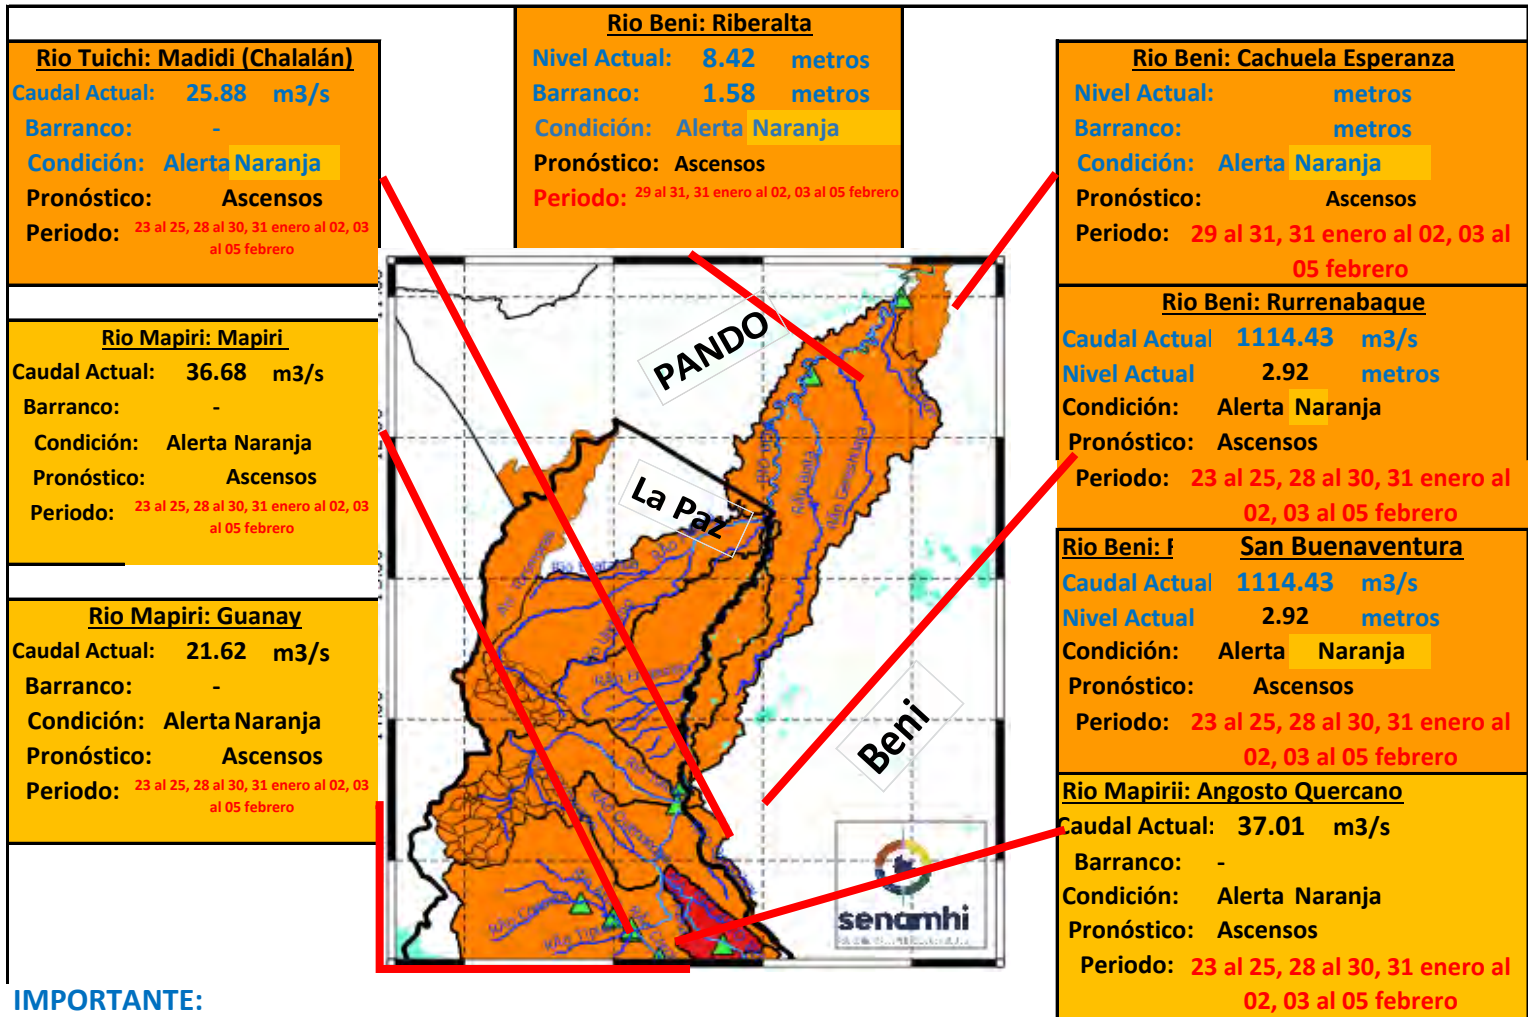 Rio Tuichi: Madidi (Chalalán)
Caudal Actual: 25.88 m3/s
Barranco: -
Condición: Alerta Naranja
Pronóstico: Ascensos
Periodo: 23 al 25, 28 al 30, 31 enero al 02, 03
al 05 febrero
Rio Beni: Riberalta
Nivel Actual: 8.42 metros
Barranco: 1.58 metros
Condición: Alerta Naranja
Pronóstico: Ascensos
Periodo: 29 al 31, 31 enero al 02, 03 al 05 febrero
Rio Beni: Cachuela Esperanza
Nivel Actual: metros
Barranco: metros
Condición: Alerta Naranja
Pronóstico: Ascensos
Periodo: 29 al 31, 31 enero al 02, 03 al
05 febrero
Rio Mapiri: Mapiri
Caudal Actual: 36.68 m3/s
Barranco: -
Condición: Alerta Naranja
Pronóstico: Ascensos
Periodo: 23 al 25, 28 al 30, 31 enero al 02, 03
al 05 febrero
Rio Mapiri: Guanay
Caudal Actual: 21.62 m3/s
Barranco: -
Condición: Alerta Naranja
Pronóstico: Ascensos
Periodo: 23 al 25, 28 al 30, 31 enero al 02, 03
al 05 febrero
PANDO
La Paz
Beni
senamhi
Rio Beni: Rurrenabaque
Caudal Actual 1114.43 m3/s
Nivel Actual 2.92 metros
Condición: Alerta Naranja
Pronóstico: Ascensos
Periodo: 23 al 25, 28 al 30, 31 enero al
02, 03 al 05 febrero
Rio Beni: San Buenaventura
Caudal Actual 1114.43 m3/s
Nivel Actual 2.92 metros
Condición: Alerta Naranja
Pronóstico: Ascensos
Periodo: 23 al 25, 28 al 30, 31 enero al
02, 03 al 05 febrero
Rio Mapirii: Angosto Quercano
Caudal Actual: 37.01 m3/s
Barranco: -
Condición: Alerta Naranja
Pronóstico: Ascensos
Periodo: 23 al 25, 28 al 30, 31 enero al
02, 03 al 05 febrero
IMPORTANTE: